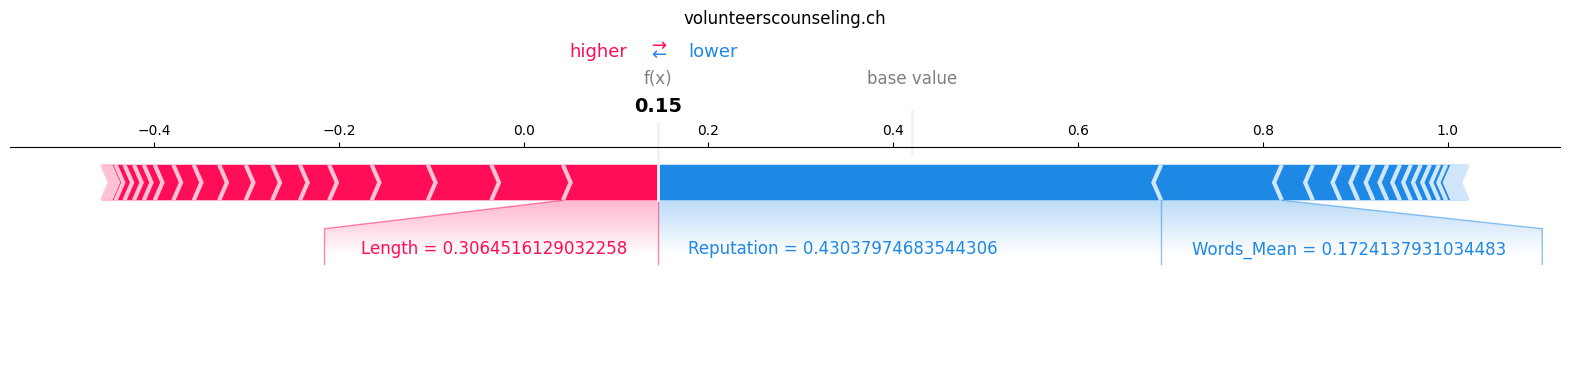 volunteerscounseling.ch
higher ⇄ lower
f(x) base value
0.15
−0.4 −0.2 0.0 0.2 0.4 0.6 0.8 1.0
Length = 0.3064516129032258 Reputation = 0.43037974683544306 Words_Mean = 0.1724137931034483